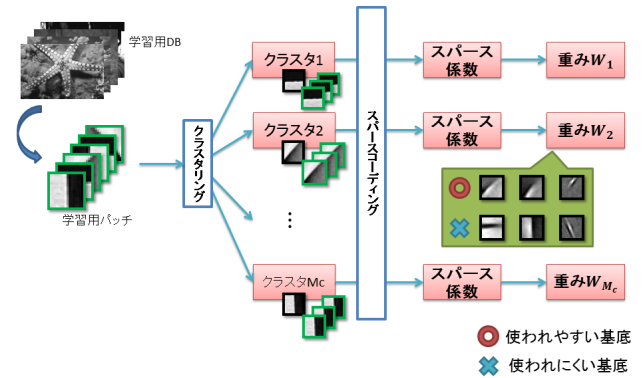 学習用DB
学習用パッチ
クラスタリング
クラスタ1
クラスタ2
⋮
クラスタMc
スパースコーディング
スパース
係数
重みW₁
スパース
係数
重みW₂
スパース
係数
重みW_{M_c}
使われやすい基底
使われにくい基底